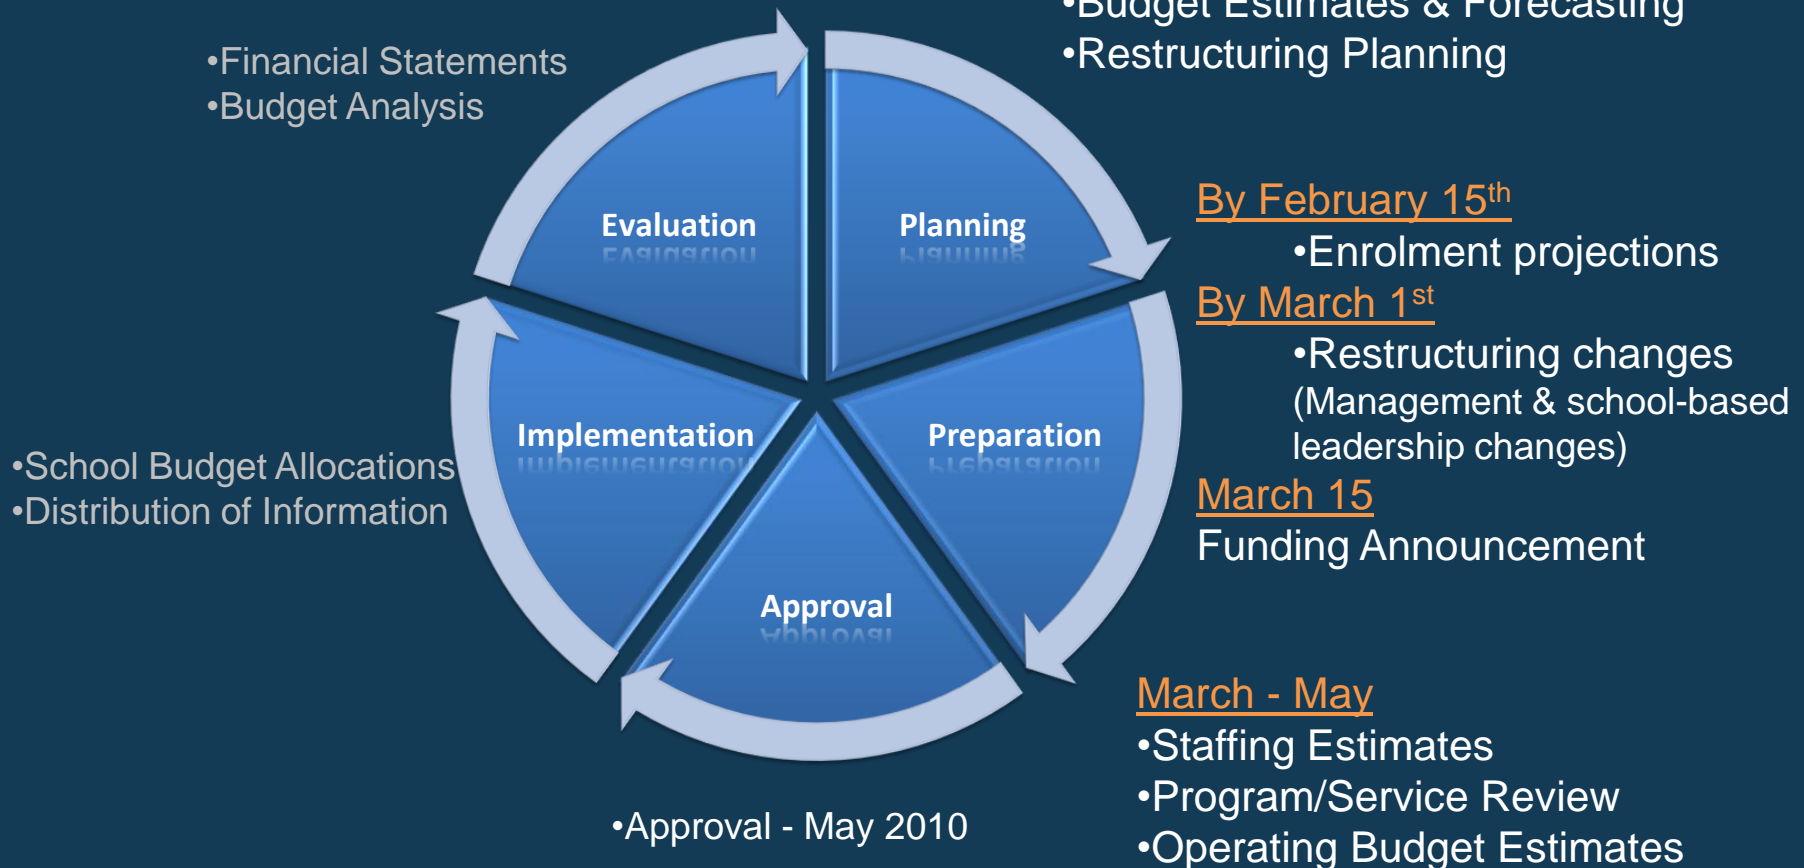 •Budget Estimates & Forecasting
•Restructuring Planning
•Financial Statements
•Budget Analysis
Evaluation
Planning
By February 15th
•Enrolment projections
By March 1st
•Restructuring changes
(Management & school-based
leadership changes)
March 15
Funding Announcement
Implementation
Preparation
•School Budget Allocations
•Distribution of Information
Approval
March - May
•Staffing Estimates
•Program/Service Review
•Operating Budget Estimates
•Approval - May 2010